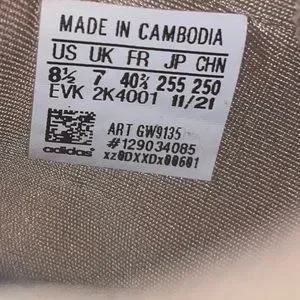 MADE IN CAMBODIA
US UK FR JP CHN
8½ 7 40⅔ 255 250
EVK 2K4001 11/21
ART GW9135
#129034085
adidas xz0DXXDx00601